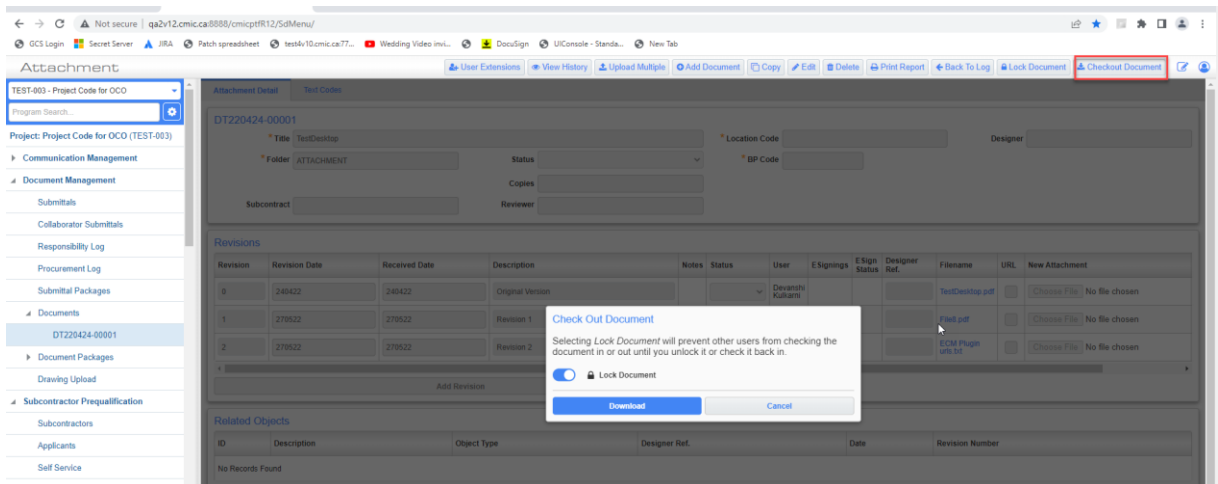 Not secure | qa2v12.cmic.ca:8888/cmicptfR12/SdMenu/
GCS Login Secret Server JIRA Patch spreadsheet test4v10.cmic.ca:77... Wedding Video invi... DocuSign UIConsole - Standa... New Tab
Attachment User Extensions View History Upload Multiple Add Document Copy Edit Delete Print Report Back To Log Lock Document Checkout Document
TEST-003 - Project Code for OCO
Program Search...
Project: Project Code for OCO (TEST-003)
Communication Management
Document Management
Submittals
Collaborator Submittals
Responsibility Log
Procurement Log
Submittal Packages
Documents
DT220424-00001
Document Packages
Drawing Upload
Subcontractor Prequalification
Subcontractors
Applicants
Self Service
Attachment Detail Text Codes
DT220424-00001
* Title TestDesktop * Location Code Designer
* Folder ATTACHMENT Status * BP Code
Copies
Subcontract Reviewer
Revisions
Revision Revision Date Received Date Description Notes Status User ESignings ESign Status Designer Ref. Filename URL New Attachment
0 240422 240422 Original Version Devanshi Kulkarni TestDesktop.pdf Choose File No file chosen
1 270522 270522 Revision 1 File8.pdf Choose File No file chosen
2 270522 270522 Revision 2 ECM Plugin urls.txt Choose File No file chosen
Add Revision
Check Out Document
Selecting Lock Document will prevent other users from checking the
document in or out until you unlock it or check it back in.
Lock Document
Download Cancel
Related Objects
ID Description Object Type Designer Ref. Date Revision Number
No Records Found